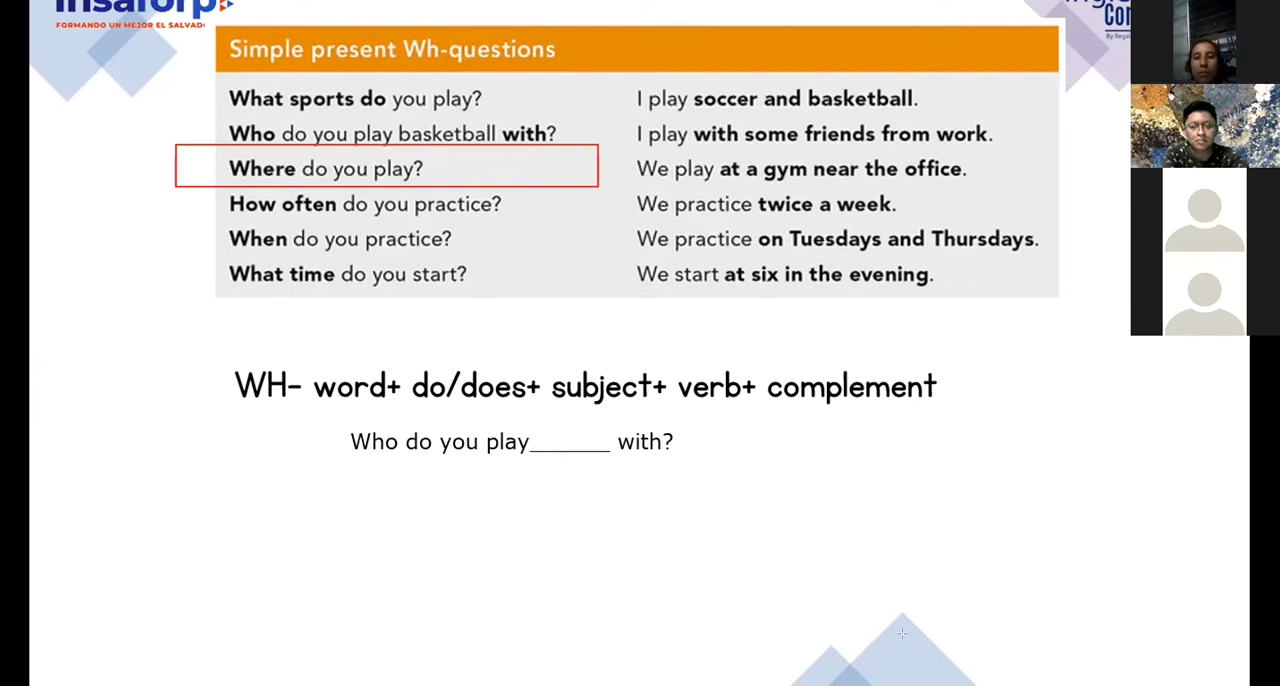 insaforp
FORMANDO UN MEJOR EL SALVADOR
Simple present Wh-questions
What sports do you play? I play soccer and basketball.
Who do you play basketball with? I play with some friends from work.
Where do you play? We play at a gym near the office.
How often do you practice? We practice twice a week.
When do you practice? We practice on Tuesdays and Thursdays.
What time do you start? We start at six in the evening.
WH- word+ do/does+ subject+ verb+ complement
Who do you play_______ with?